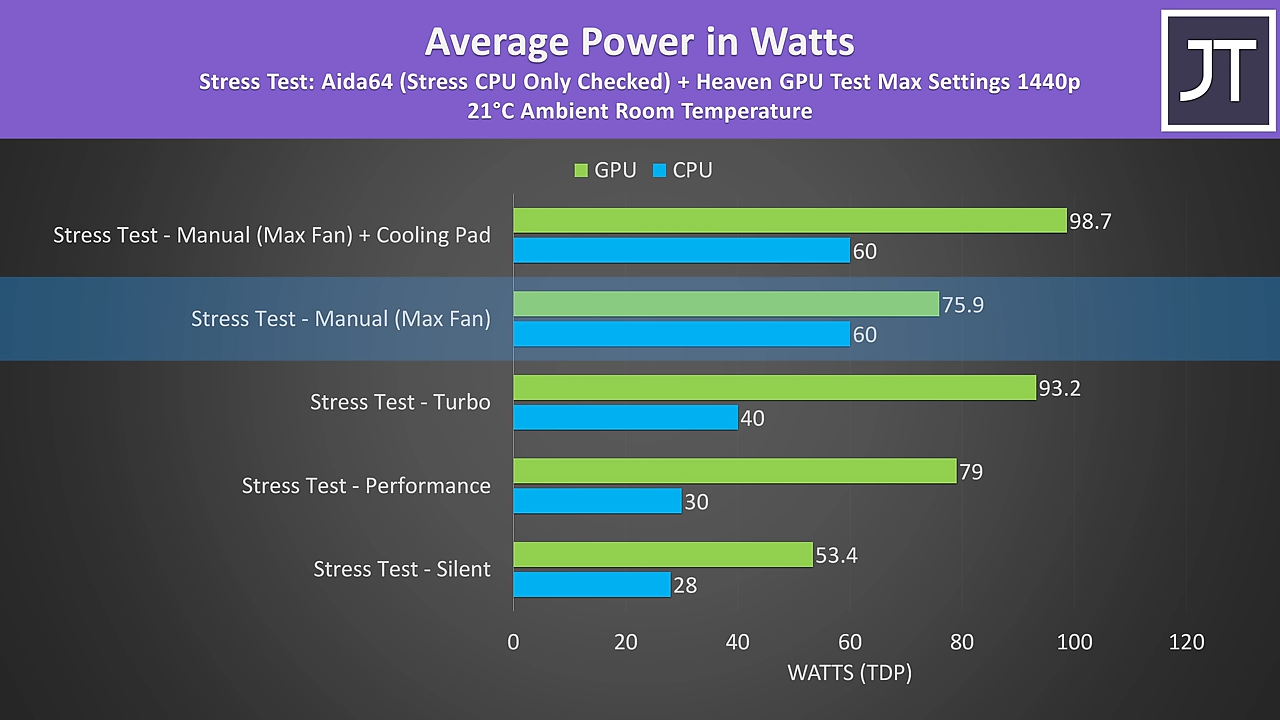 Average Power in Watts
Stress Test: Aida64 (Stress CPU Only Checked) + Heaven GPU Test Max Settings 1440p
21°C Ambient Room Temperature
JT
GPU CPU
Stress Test - Manual (Max Fan) + Cooling Pad
98.7
60
Stress Test - Manual (Max Fan)
75.9
60
Stress Test - Turbo
93.2
40
Stress Test - Performance
79
30
Stress Test - Silent
53.4
28
0 20 40 60 80 100 120
WATTS (TDP)